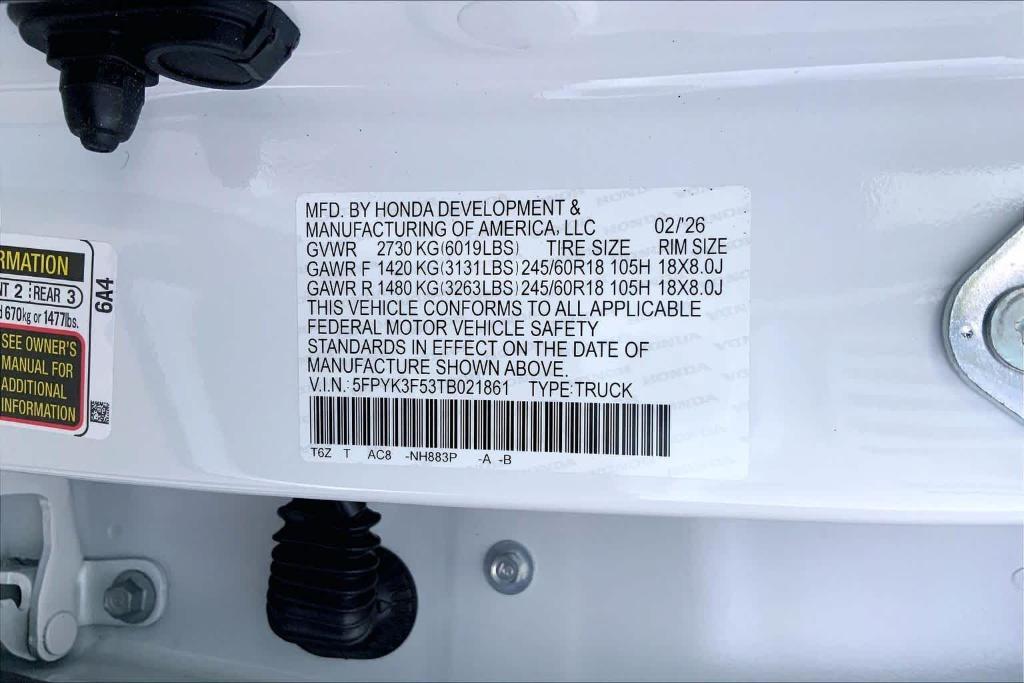 RMATION
NT 2 REAR 3
670kg or 1477lbs.
SEE OWNER'S
MANUAL FOR
ADDITIONAL
INFORMATION
6A4
MFD. BY HONDA DEVELOPMENT &
MANUFACTURING OF AMERICA, LLC 02/'26
GVWR 2730 KG(6019LBS) TIRE SIZE RIM SIZE
GAWR F 1420 KG(3131LBS) 245/60R18 105H 18X8.0J
GAWR R 1480 KG(3263LBS) 245/60R18 105H 18X8.0J
THIS VEHICLE CONFORMS TO ALL APPLICABLE
FEDERAL MOTOR VEHICLE SAFETY
STANDARDS IN EFFECT ON THE DATE OF
MANUFACTURE SHOWN ABOVE.
V.I.N.: 5FPYK3F53TB021861 TYPE:TRUCK
T6Z T AC8 -NH883P -A -B